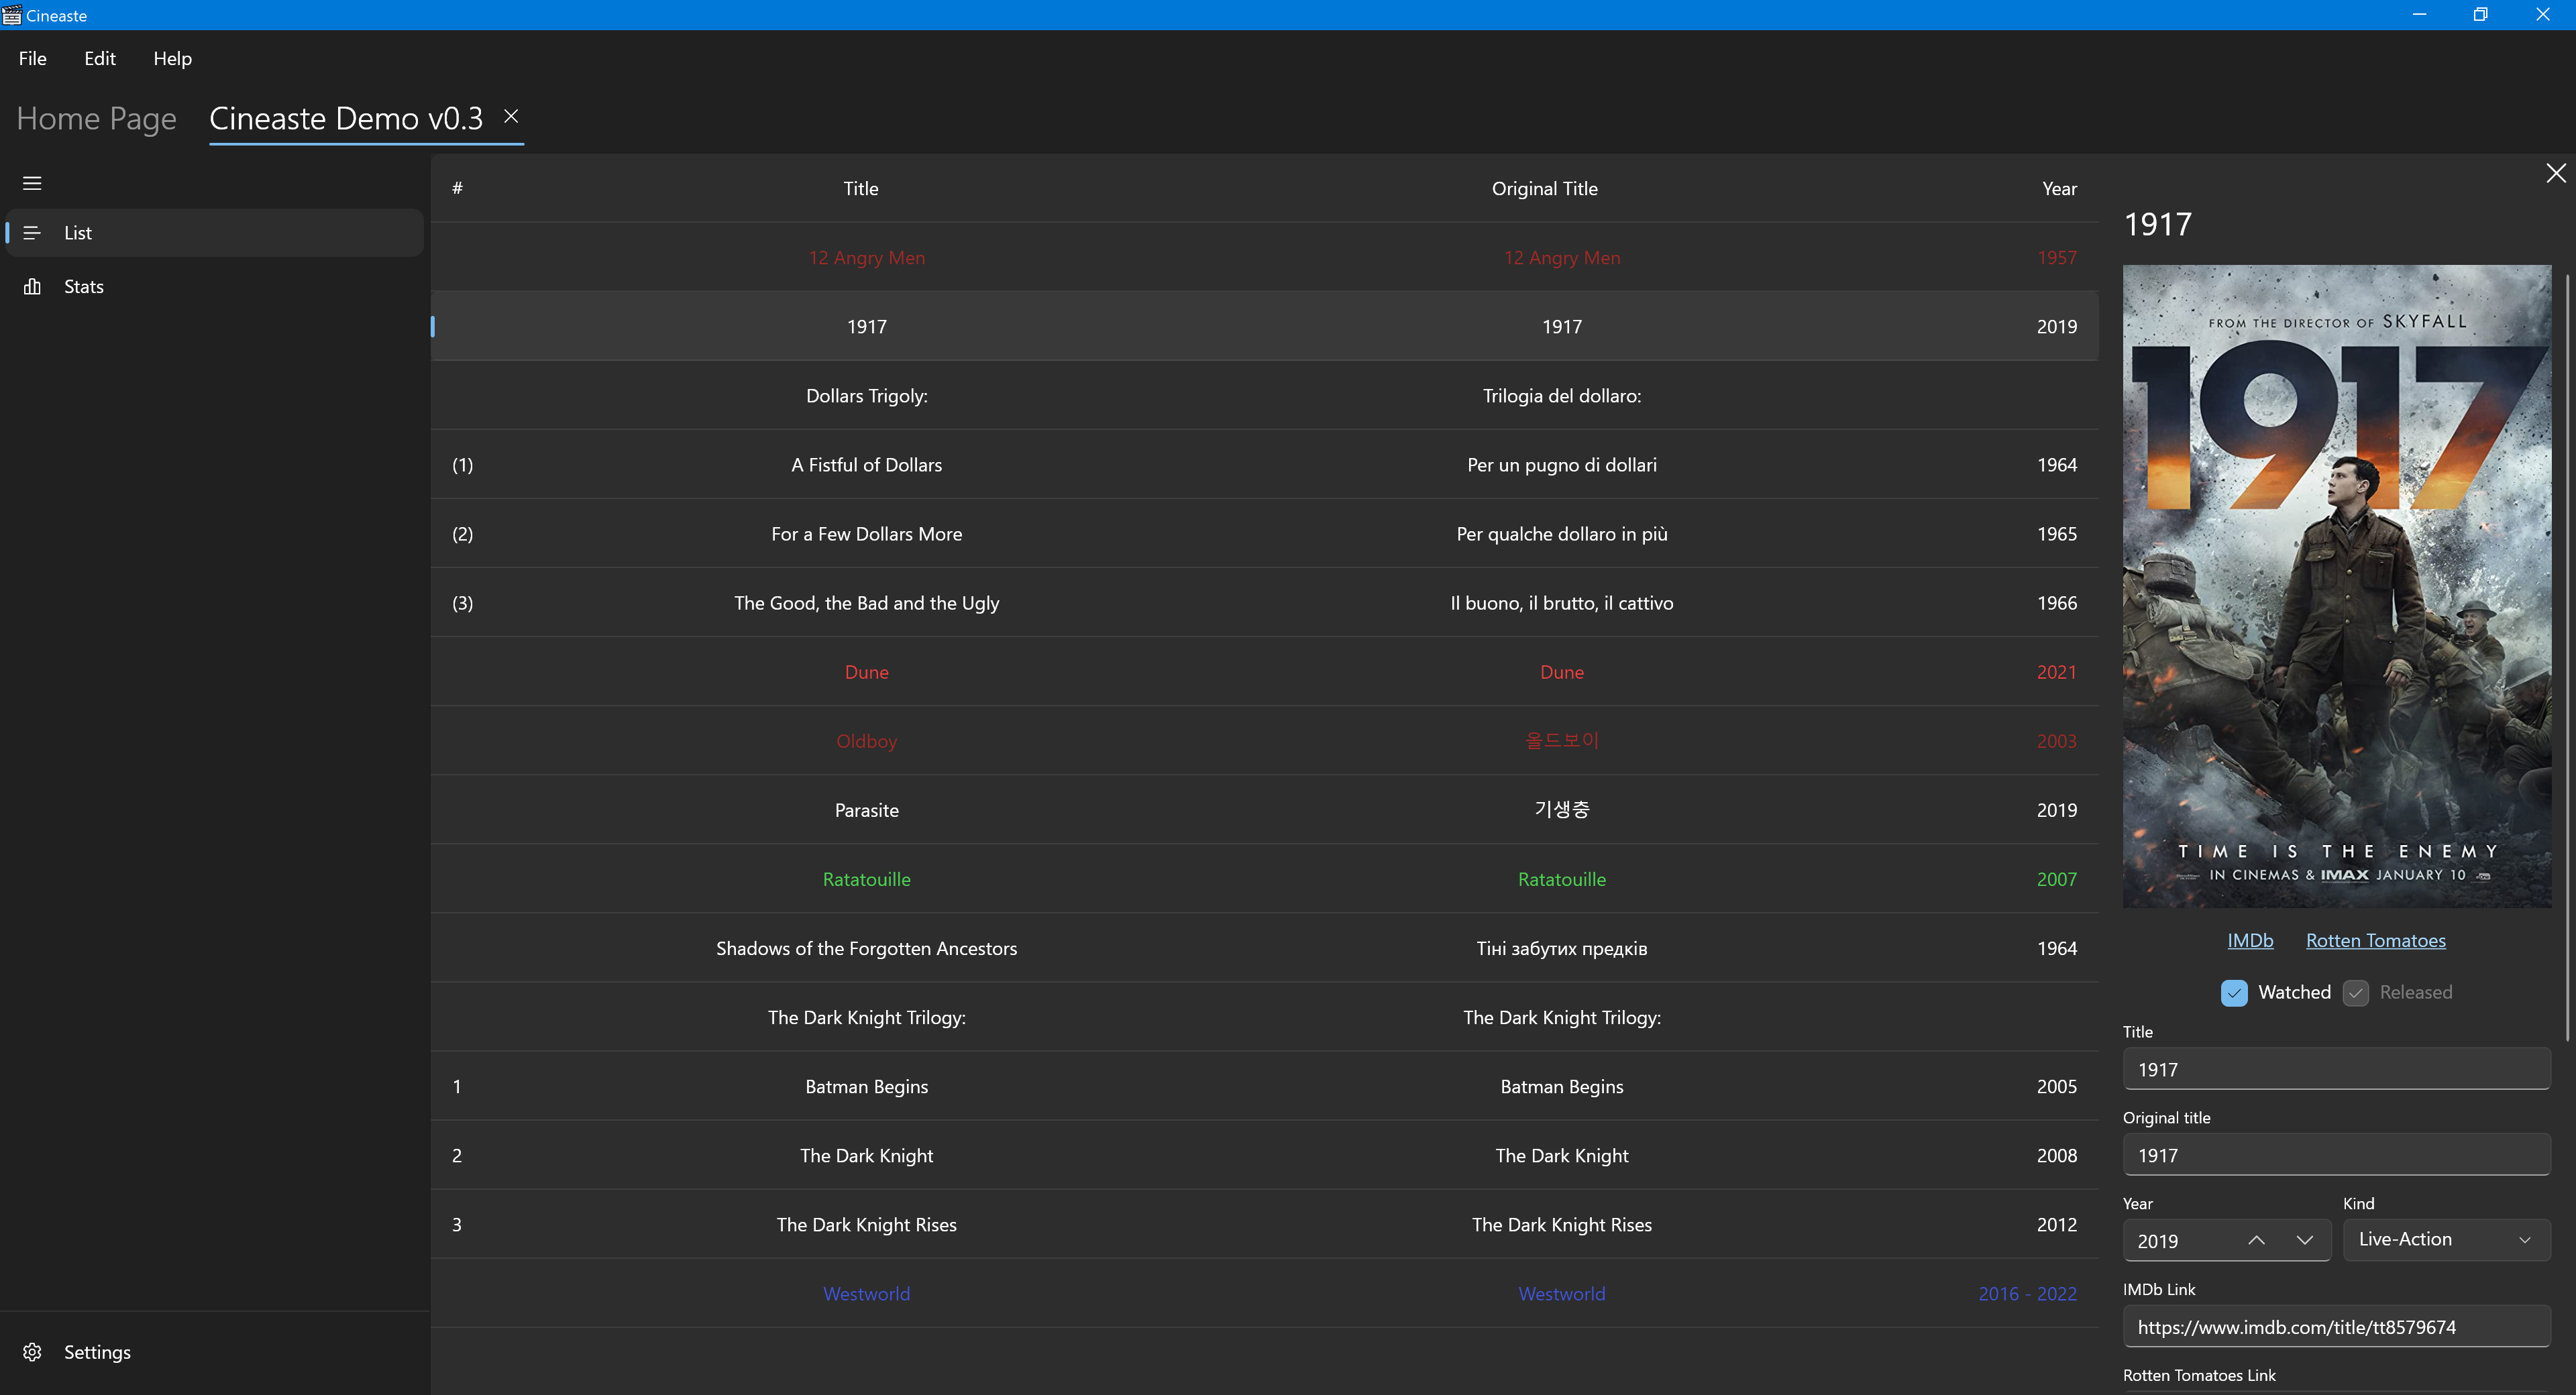 Cineaste
File Edit Help
Home Page Cineaste Demo v0.3
List
Stats
Settings
# Title Original Title Year
12 Angry Men 12 Angry Men 1957
1917 1917 2019
Dollars Trigoly: Trilogia del dollaro:
(1) A Fistful of Dollars Per un pugno di dollari 1964
(2) For a Few Dollars More Per qualche dollaro in più 1965
(3) The Good, the Bad and the Ugly Il buono, il brutto, il cattivo 1966
Dune Dune 2021
Oldboy 올드보이 2003
Parasite 기생충 2019
Ratatouille Ratatouille 2007
Shadows of the Forgotten Ancestors Тіні забутих предків 1964
The Dark Knight Trilogy: The Dark Knight Trilogy:
1 Batman Begins Batman Begins 2005
2 The Dark Knight The Dark Knight 2008
3 The Dark Knight Rises The Dark Knight Rises 2012
Westworld Westworld 2016 - 2022
1917
FROM THE DIRECTOR OF SKYFALL
1917
TIME IS THE ENEMY
IN CINEMAS & IMAX JANUARY 10
IMDb Rotten Tomatoes
Watched Released
Title
1917
Original title
1917
Year Kind
2019 Live-Action
IMDb Link
https://www.imdb.com/title/tt8579674
Rotten Tomatoes Link